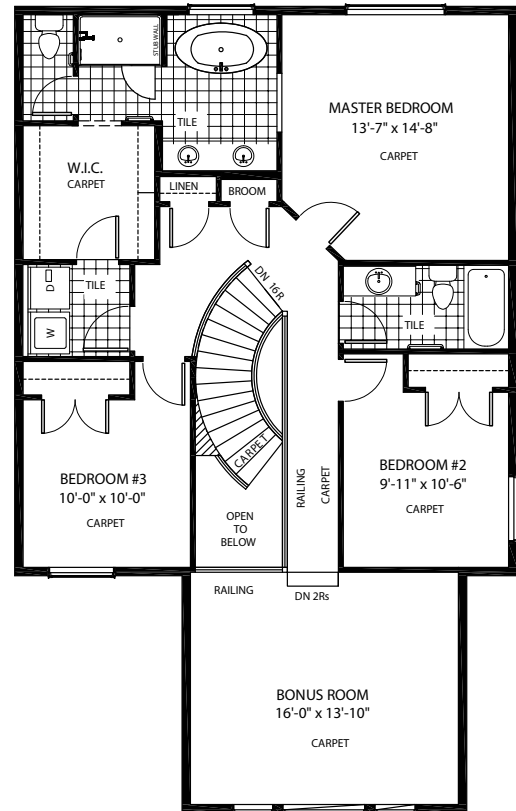 STUB WALL
TILE
MASTER BEDROOM
13'-7" x 14'-8"
CARPET
W.I.C.
CARPET
LINEN
BROOM
DN 16R
D
TILE
W
TILE
CARPET
BEDROOM #3
10'-0" x 10'-0"
CARPET
OPEN
TO
BELOW
RAILING
CARPET
BEDROOM #2
9'-11" x 10'-6"
CARPET
RAILING
DN 2Rs
BONUS ROOM
16'-0" x 13'-10"
CARPET